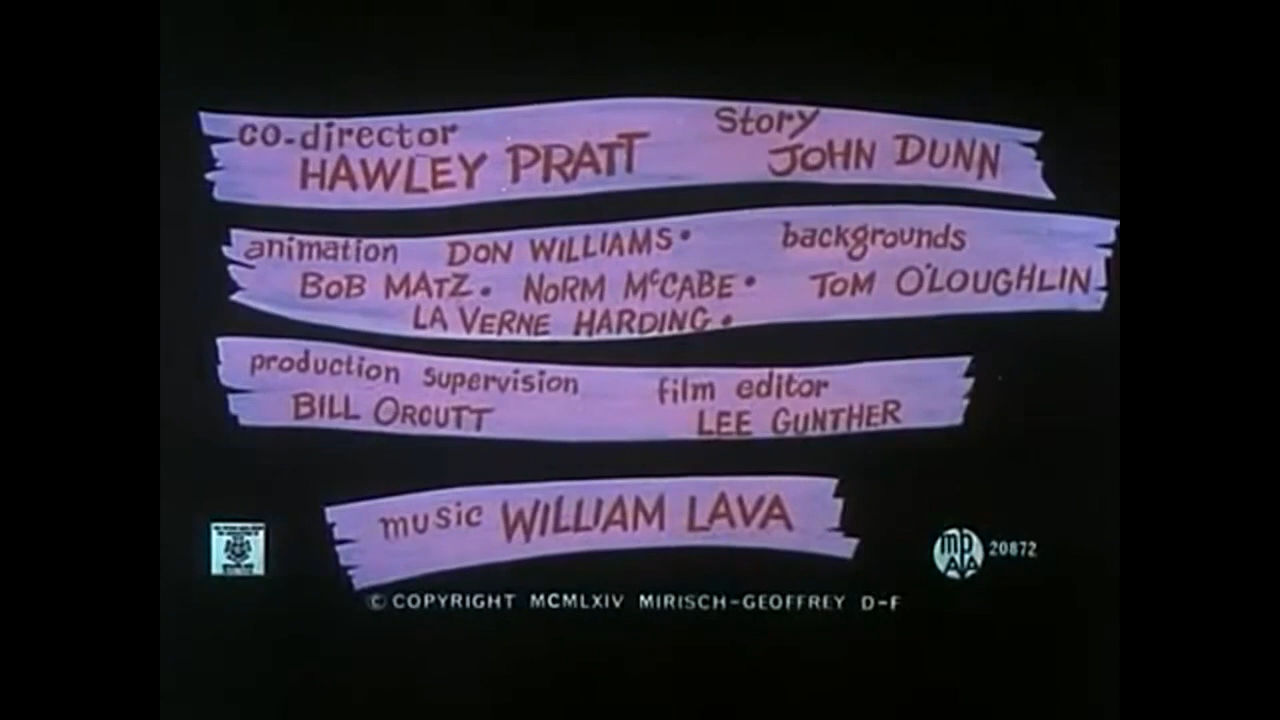 co-director
HAWLEY PRATT
Story
JOHN DUNN
animation DON WILLIAMS •
BOB MATZ • NORM McCABE •
LA VERNE HARDING •
backgrounds
TOM O'LOUGHLIN
production supervision
BILL ORCUTT
film editor
LEE GUNTHER
music WILLIAM LAVA
mpAA 20872
© COPYRIGHT MCMLXIV MIRISCH-GEOFFREY D-F